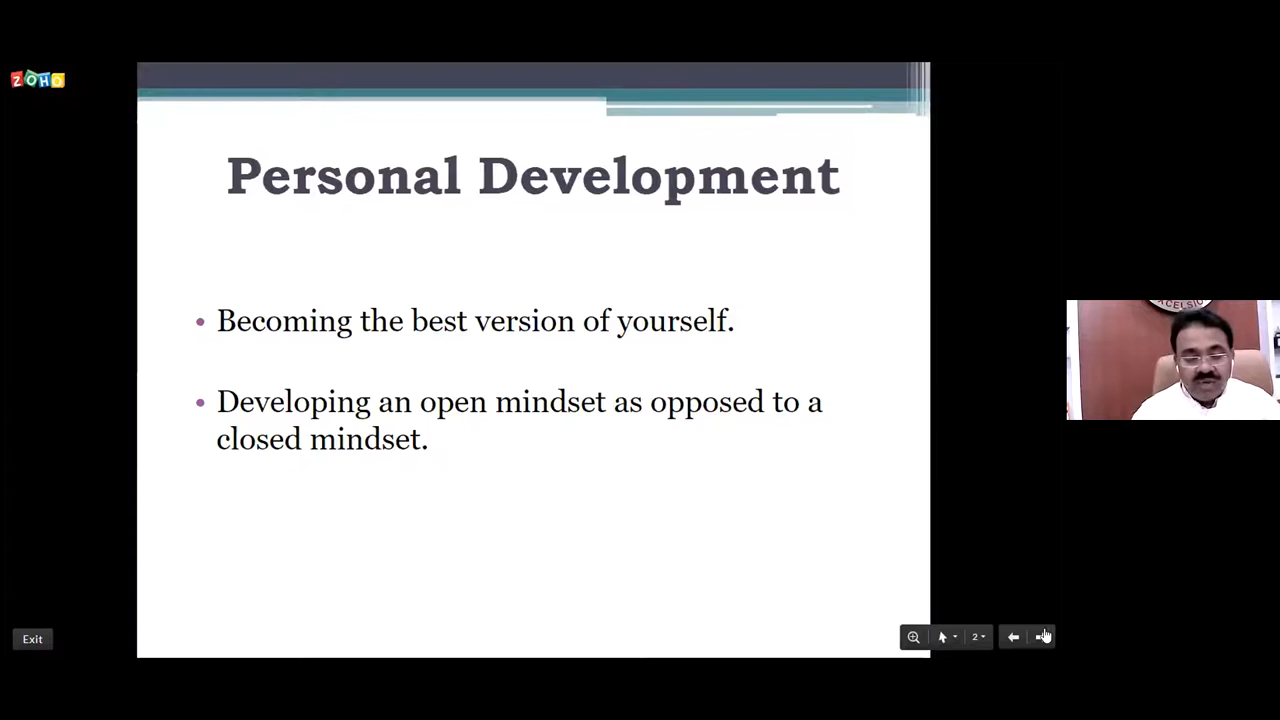 ZOHO
Personal Development
• Becoming the best version of yourself.
• Developing an open mindset as opposed to a
closed mindset.
Exit
2